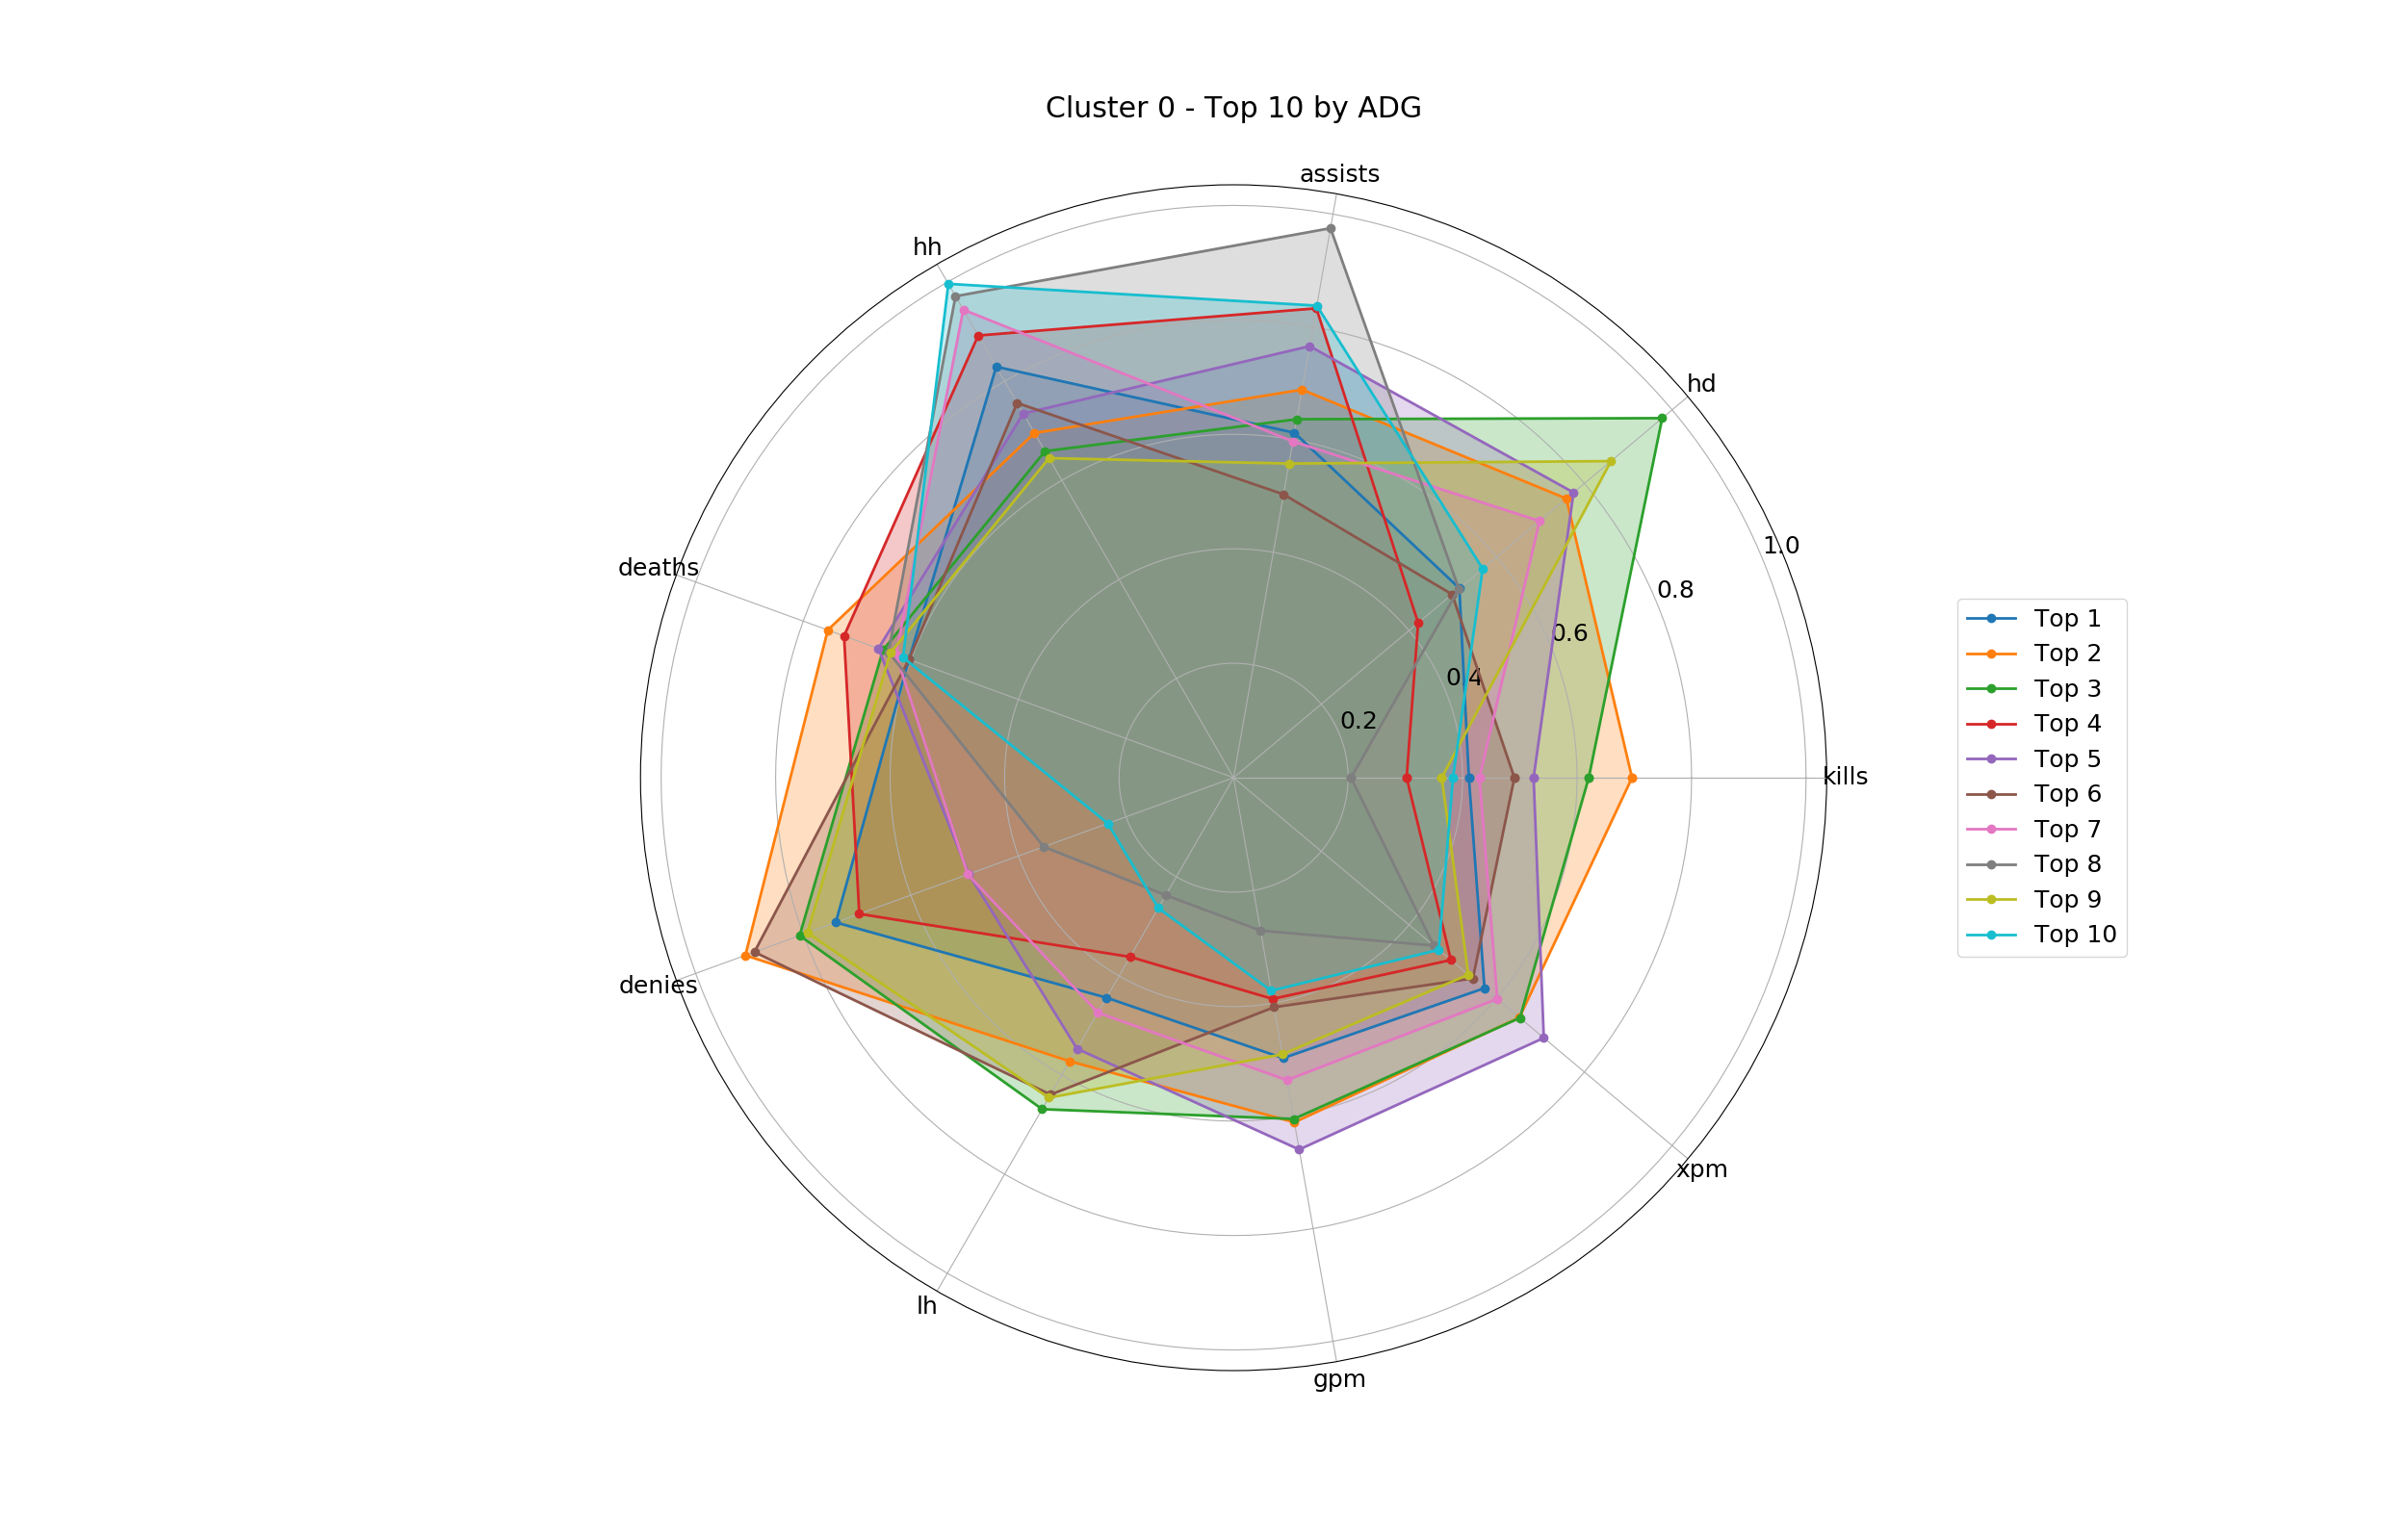 Cluster 0 - Top 10 by ADG
assists
hh
hd
deaths
1.0
0.8
0.6
0.4
0.2
kills
denies
xpm
lh
gpm
Top 1
Top 2
Top 3
Top 4
Top 5
Top 6
Top 7
Top 8
Top 9
Top 10